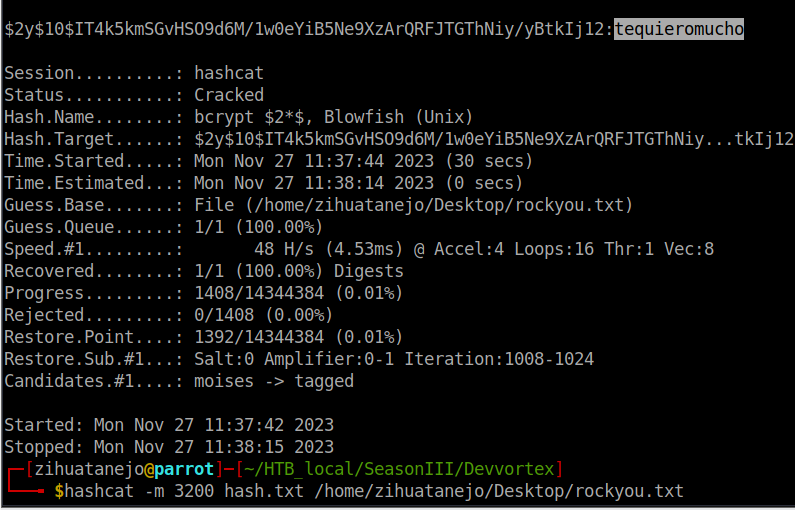 $2y$10$IT4k5kmSGvHSO9d6M/1w0eYiB5Ne9XzArQRFJTGThNiy/yBtkIj12:tequieromucho
Session..........: hashcat
Status...........: Cracked
Hash.Name........: bcrypt $2*$, Blowfish (Unix)
Hash.Target......: $2y$10$IT4k5kmSGvHSO9d6M/1w0eYiB5Ne9XzArQRFJTGThNiy...tkIj12
Time.Started.....: Mon Nov 27 11:37:44 2023 (30 secs)
Time.Estimated...: Mon Nov 27 11:38:14 2023 (0 secs)
Guess.Base.......: File (/home/zihuatanejo/Desktop/rockyou.txt)
Guess.Queue......: 1/1 (100.00%)
Speed.#1.........:       48 H/s (4.53ms) @ Accel:4 Loops:16 Thr:1 Vec:8
Recovered........: 1/1 (100.00%) Digests
Progress.........: 1408/14344384 (0.01%)
Rejected.........: 0/1408 (0.00%)
Restore.Point....: 1392/14344384 (0.01%)
Restore.Sub.#1...: Salt:0 Amplifier:0-1 Iteration:1008-1024
Candidates.#1....: moises -> tagged
Started: Mon Nov 27 11:37:42 2023
Stopped: Mon Nov 27 11:38:15 2023
[zihuatanejo@parrot]-[~/HTB_local/SeasonIII/Devvortex]
$hashcat -m 3200 hash.txt /home/zihuatanejo/Desktop/rockyou.txt